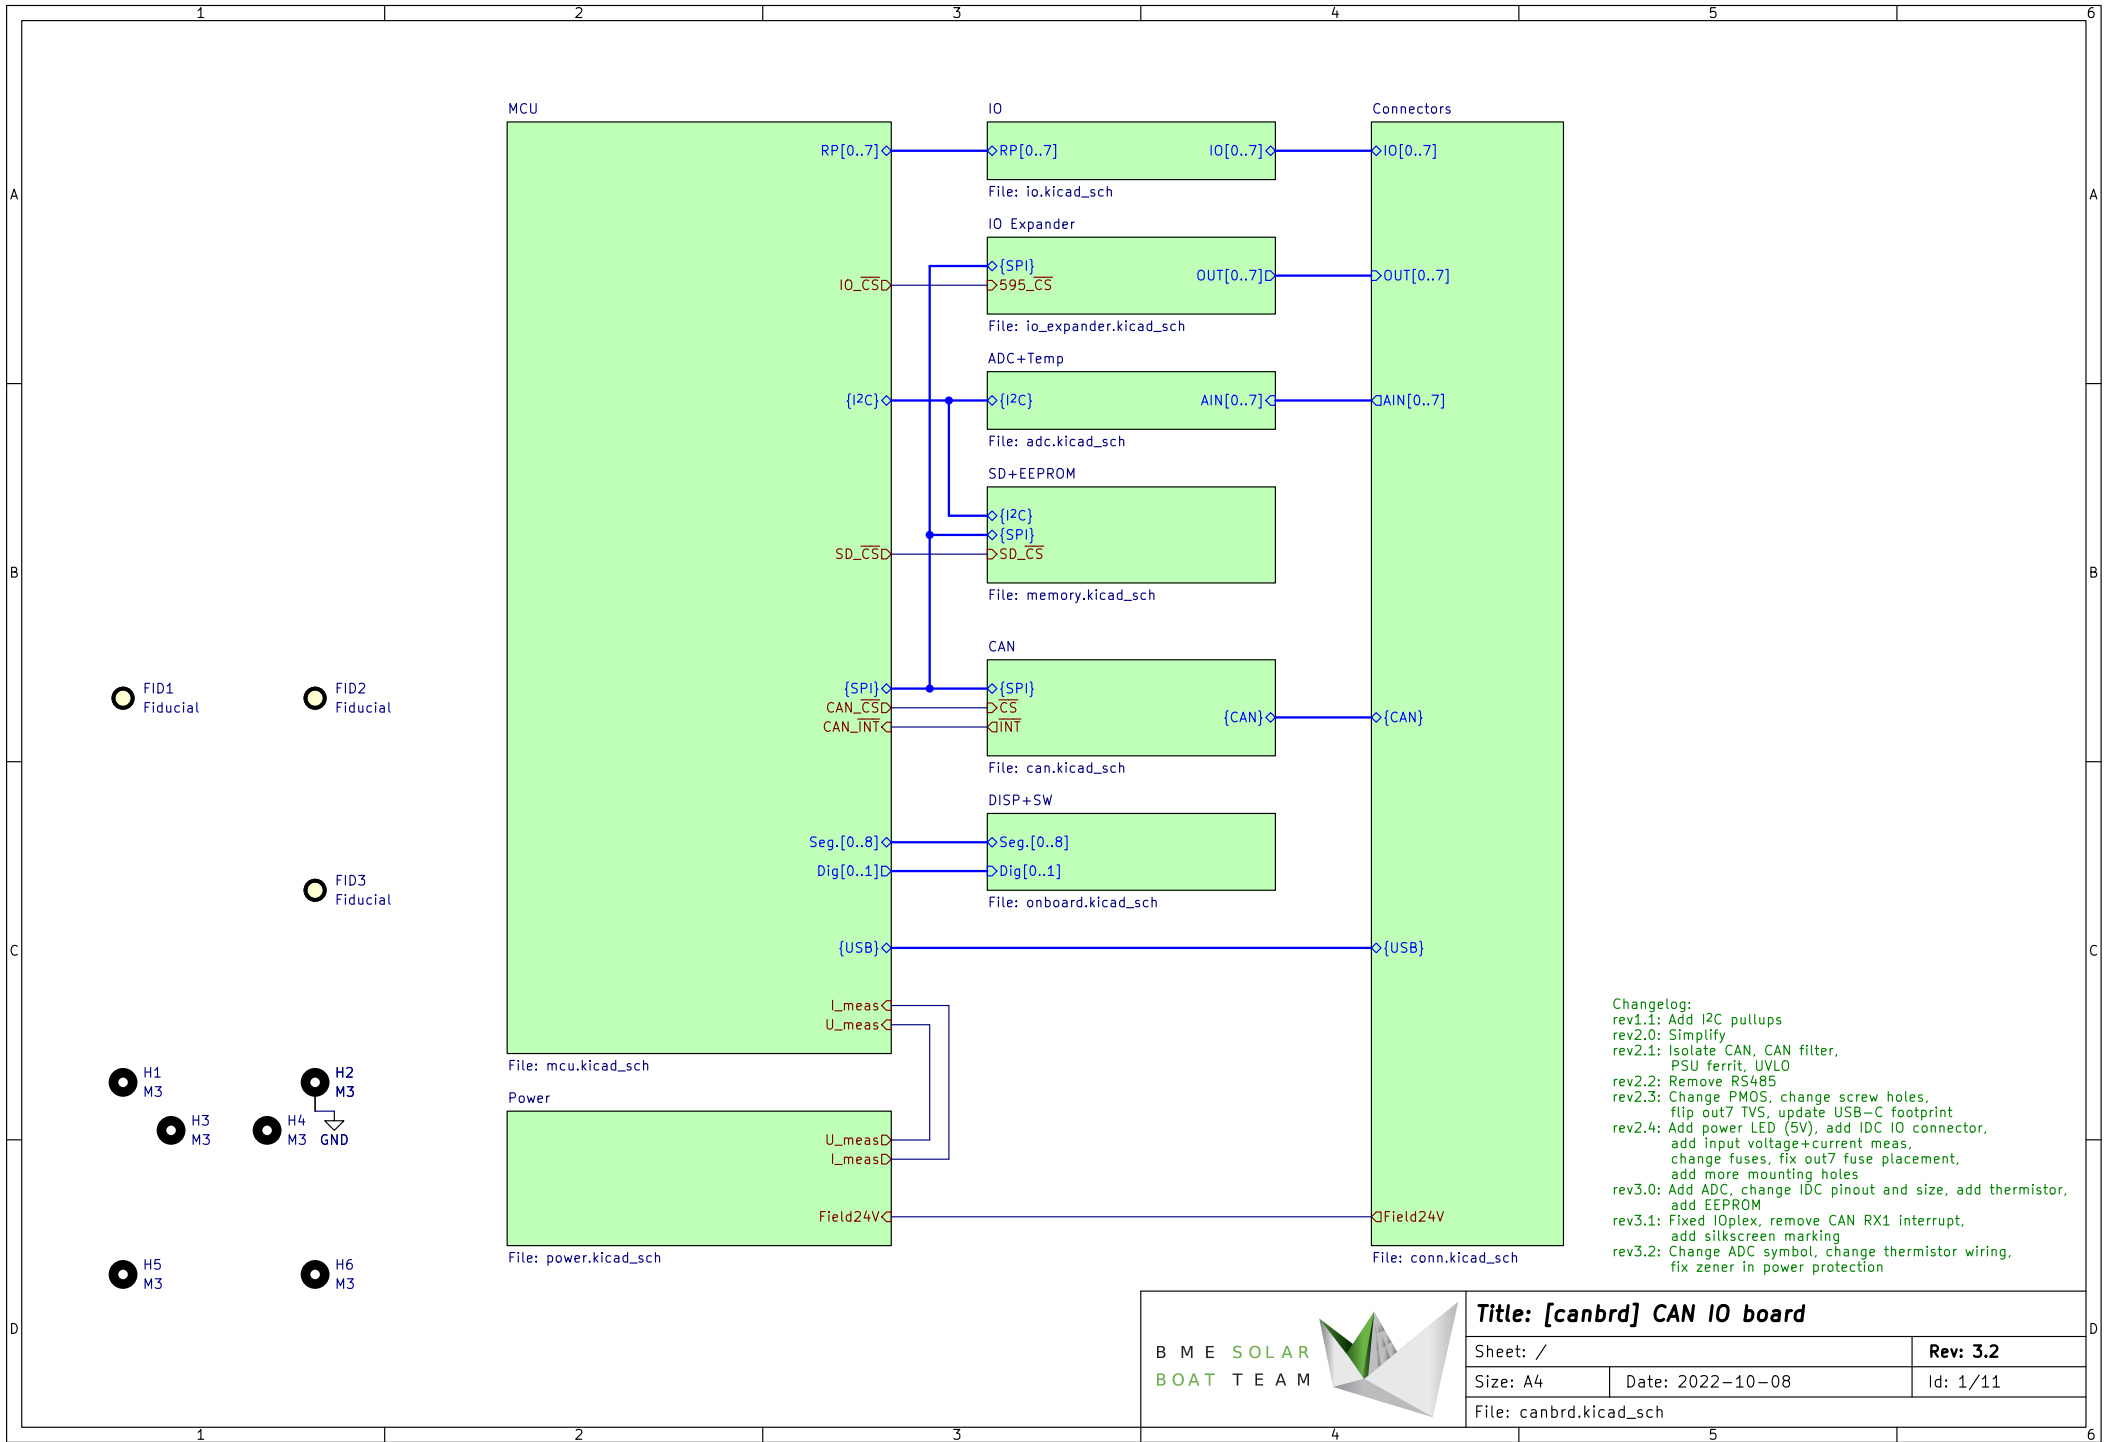 1 2 3 4 5 6
A
B
C
D
MCU
RP[0..7]
IO_CS
{I²C}
SD_CS
{SPI}
CAN_CS
CAN_INT
Seg.[0..8]
Dig[0..1]
{USB}
I_meas
U_meas
File: mcu.kicad_sch
IO
RP[0..7] IO[0..7]
File: io.kicad_sch
IO Expander
{SPI}
595_CS
OUT[0..7]
File: io_expander.kicad_sch
ADC+Temp
{I²C} AIN[0..7]
File: adc.kicad_sch
SD+EEPROM
{I²C}
{SPI}
SD_CS
File: memory.kicad_sch
CAN
{SPI}
CS
INT
{CAN}
File: can.kicad_sch
DISP+SW
Seg.[0..8]
Dig[0..1]
File: onboard.kicad_sch
Connectors
IO[0..7]
OUT[0..7]
AIN[0..7]
{CAN}
{USB}
Field24V
File: conn.kicad_sch
Power
U_meas
I_meas
Field24V
File: power.kicad_sch
FID1
Fiducial
FID2
Fiducial
FID3
Fiducial
H1
M3
H2
M3
H3
M3
H4
M3
GND
H5
M3
H6
M3
Changelog:
rev1.1: Add I²C pullups
rev2.0: Simplify
rev2.1: Isolate CAN, CAN filter,
PSU ferrit, UVLO
rev2.2: Remove RS485
rev2.3: Change PMOS, change screw holes,
flip out7 TVS, update USB-C footprint
rev2.4: Add power LED (5V), add IDC IO connector,
add input voltage+current meas,
change fuses, fix out7 fuse placement,
add more mounting holes
rev3.0: Add ADC, change IDC pinout and size, add thermistor,
add EEPROM
rev3.1: Fixed IOplex, remove CAN RX1 interrupt,
add silkscreen marking
rev3.2: Change ADC symbol, change thermistor wiring,
fix zener in power protection
BME SOLAR
BOAT TEAM
Title: [canbrd] CAN IO board
Sheet: / Rev: 3.2
Size: A4 Date: 2022-10-08 Id: 1/11
File: canbrd.kicad_sch
A
B
C
D
1 2 3 4 5 6